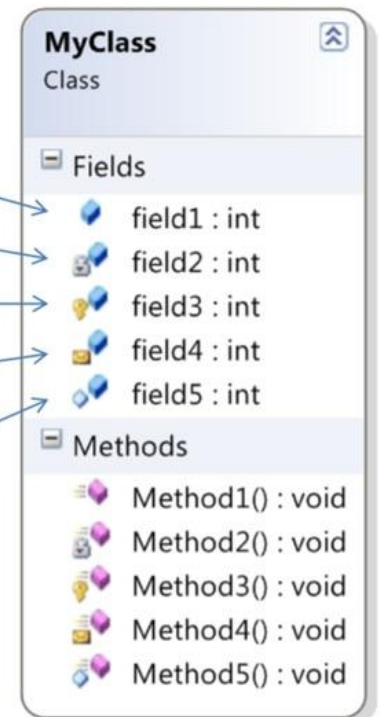 MyClass
Class
Fields
field1 : int
field2 : int
field3 : int
field4 : int
field5 : int
Methods
Method1() : void
Method2() : void
Method3() : void
Method4() : void
Method5() : void